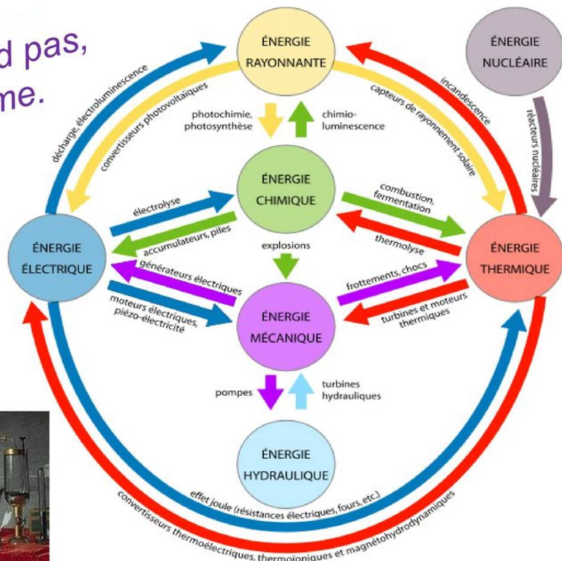 d pas,
me.
ÉNERGIE
RAYONNANTE
ÉNERGIE
NUCLÉAIRE
décharge, électroluminescence
convertisseurs photovoltaïques
photochimie,
photosynthèse
chimio-
luminescence
capteurs de rayonnement solaire
incandescence
réacteurs nucléaires
ÉNERGIE
CHIMIQUE
électrolyse
accumulateurs, piles
combustion,
fermentation
thermolyse
explosions
ÉNERGIE
ÉLECTRIQUE
ÉNERGIE
THERMIQUE
générateurs électriques
moteurs électriques,
piézo-électricité
frottements, chocs
turbines et moteurs
thermiques
ÉNERGIE
MÉCANIQUE
pompes
turbines
hydrauliques
ÉNERGIE
HYDRAULIQUE
effet joule (résistances électriques, fours, etc.)
convertisseurs thermoélectriques, thermoïoniques et magnétohydrodynamiques